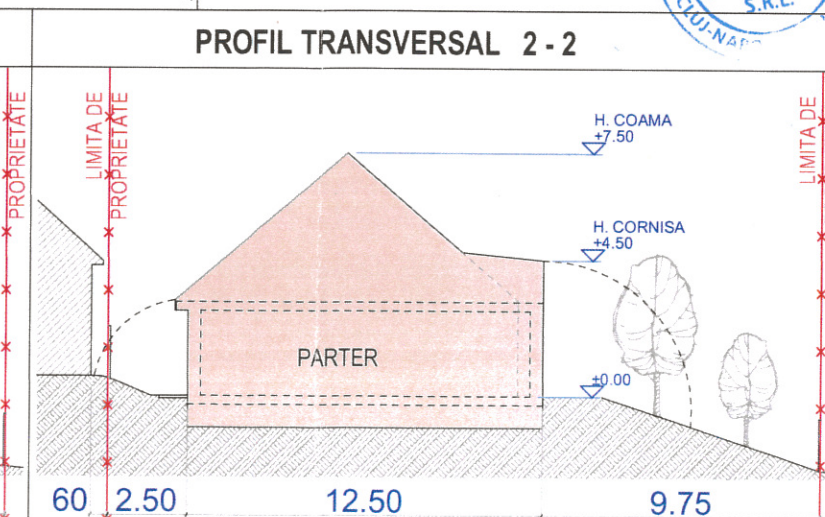 S.R.L.
PROFIL TRANSVERSAL 2 - 2
PROPRIETATE
LIMITA DE
PROPRIETATE
LIMITA DE
H. COAMA
+7.50
H. CORNISA
+4.50
PARTER
±0.00
60 2.50 12.50 9.75